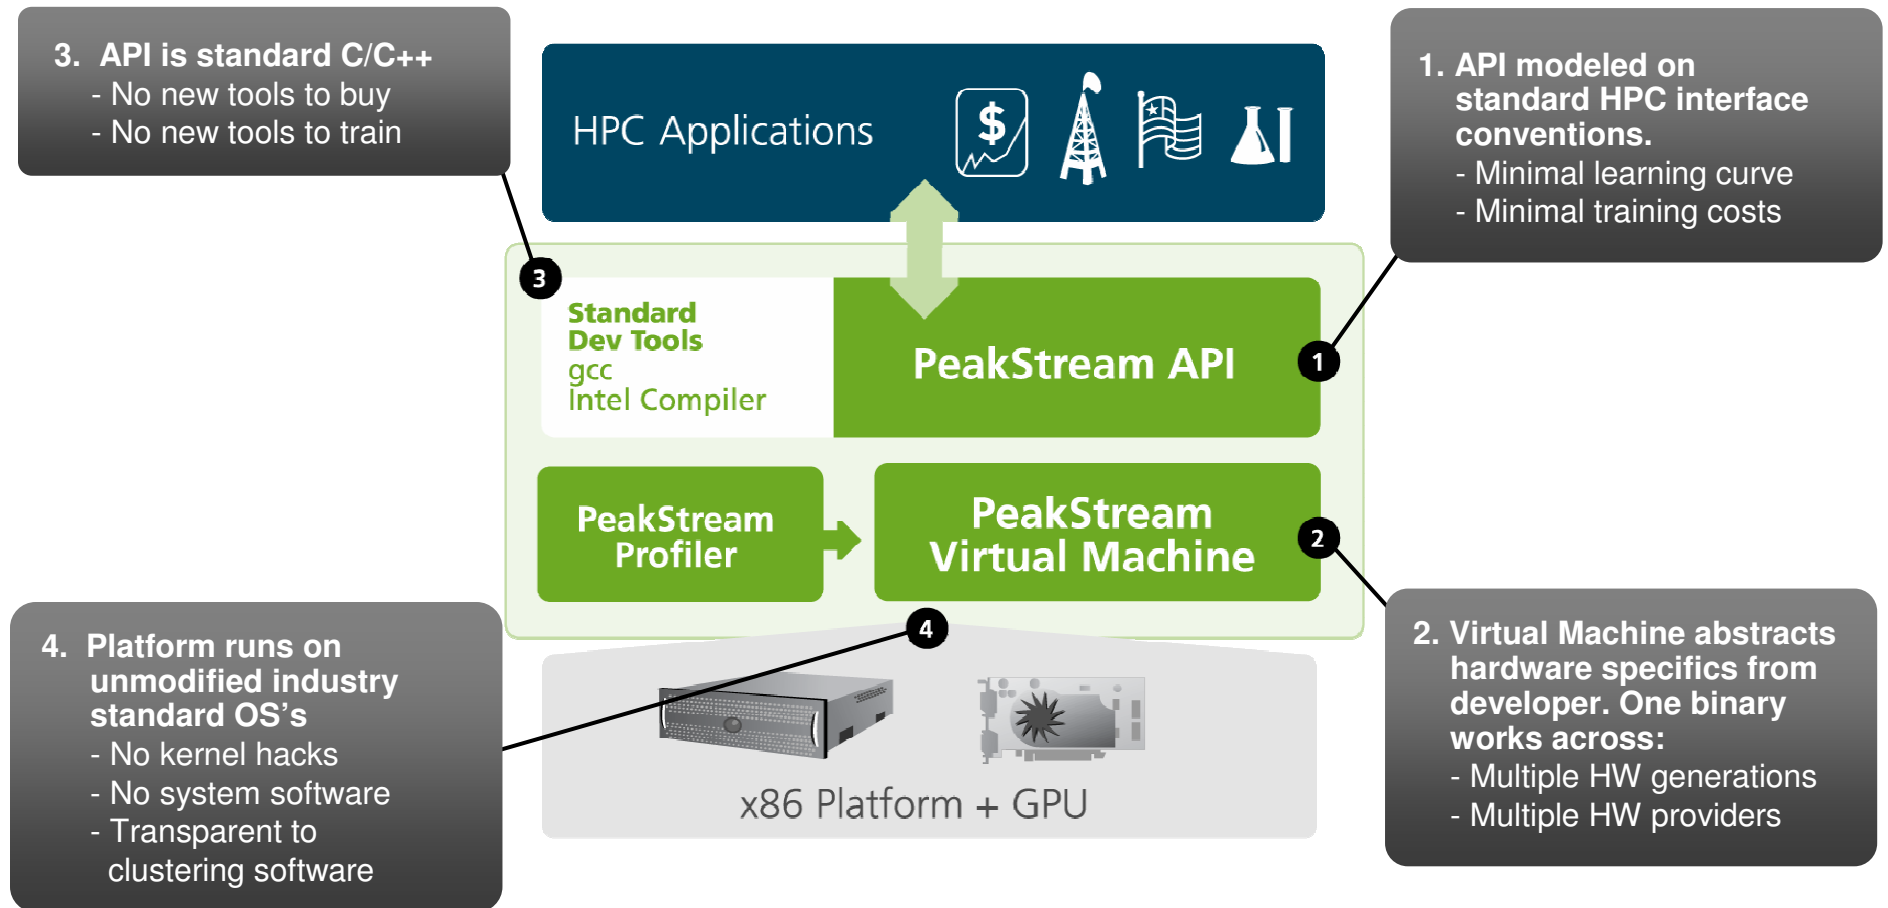 3. API is standard C/C++
- No new tools to buy
- No new tools to train
HPC Applications
$
1. API modeled on
standard HPC interface
conventions.
- Minimal learning curve
- Minimal training costs
3
Standard
Dev Tools
gcc
Intel Compiler
PeakStream API
1
PeakStream
Profiler
PeakStream
Virtual Machine
2
4
4. Platform runs on
unmodified industry
standard OS's
- No kernel hacks
- No system software
- Transparent to
clustering software
x86 Platform + GPU
2. Virtual Machine abstracts
hardware specifics from
developer. One binary
works across:
- Multiple HW generations
- Multiple HW providers